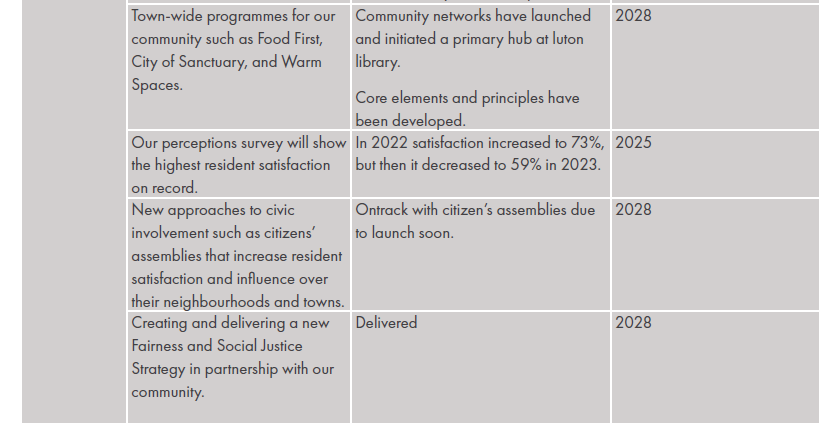 Town-wide programmes for our
community such as Food First,
City of Sanctuary, and Warm
Spaces.
Community networks have launched
and initiated a primary hub at luton
library.
Core elements and principles have
been developed.
2028
Our perceptions survey will show
the highest resident satisfaction
on record.
In 2022 satisfaction increased to 73%,
but then it decreased to 59% in 2023.
2025
New approaches to civic
involvement such as citizens’
assemblies that increase resident
satisfaction and influence over
their neighbourhoods and towns.
Ontrack with citizen’s assemblies due
to launch soon.
2028
Creating and delivering a new
Fairness and Social Justice
Strategy in partnership with our
community.
Delivered
2028